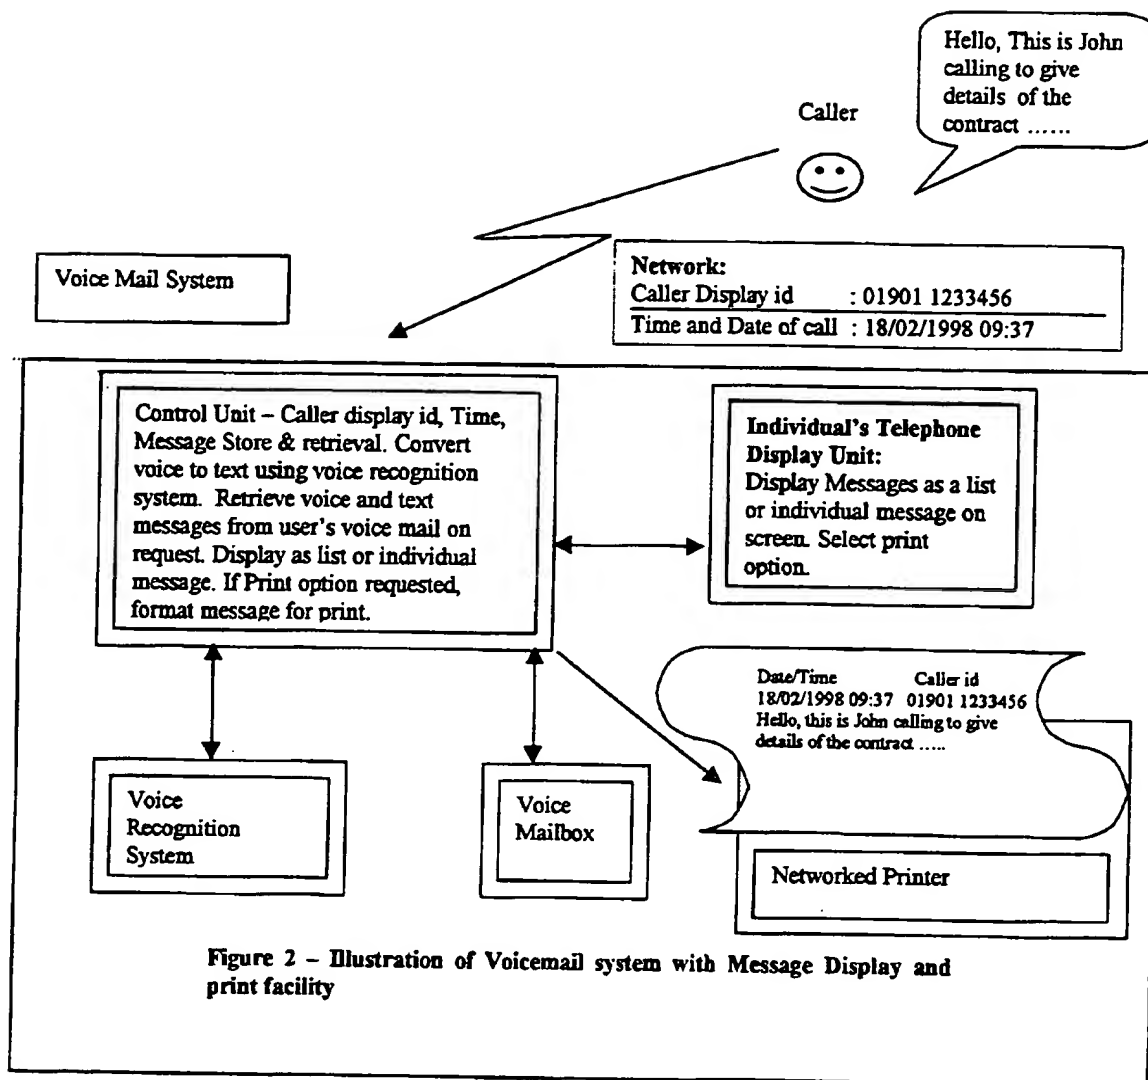 Hello, This is John
calling to give
details of the
contract ......
Caller
Voice Mail System
Network:
Caller Display id : 01901 1233456
Time and Date of call : 18/02/1998 09:37
Control Unit – Caller display id, Time,
Message Store & retrieval. Convert
voice to text using voice recognition
system. Retrieve voice and text
messages from user's voice mail on
request. Display as list or individual
message. If Print option requested,
format message for print.
Individual's Telephone
Display Unit:
Display Messages as a list
or individual message on
screen. Select print
option.
Date/Time Caller id
18/02/1998 09:37 01901 1233456
Hello, this is John calling to give
details of the contract .....
Voice
Recognition
System
Voice
Mailbox
Networked Printer
Figure 2 – Illustration of Voicemail system with Message Display and
print facility